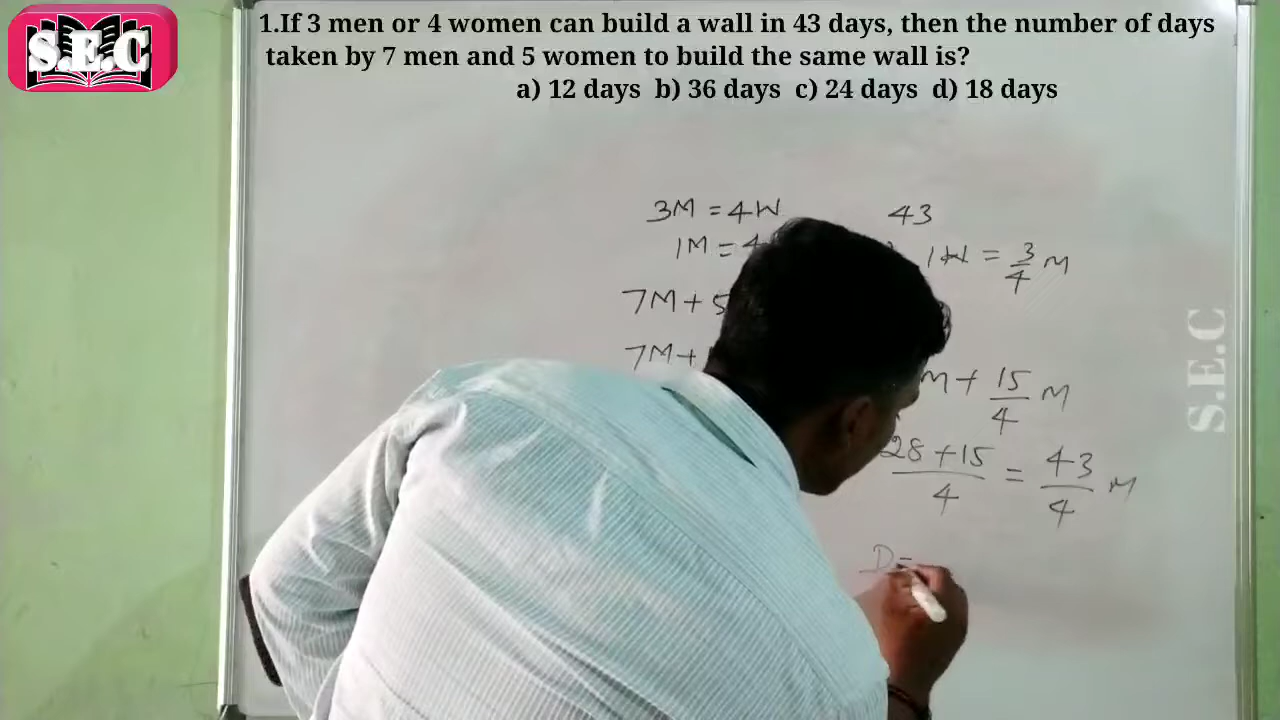 S.E.C
1.If 3 men or 4 women can build a wall in 43 days, then the number of days
taken by 7 men and 5 women to build the same wall is?
a) 12 days b) 36 days c) 24 days d) 18 days
3M = 4W 43
1M = 4 1W = 3/4 M
7M + 5
7M + M + 15/4 M
28 + 15/4 = 43/4 M
D =
S.E.C